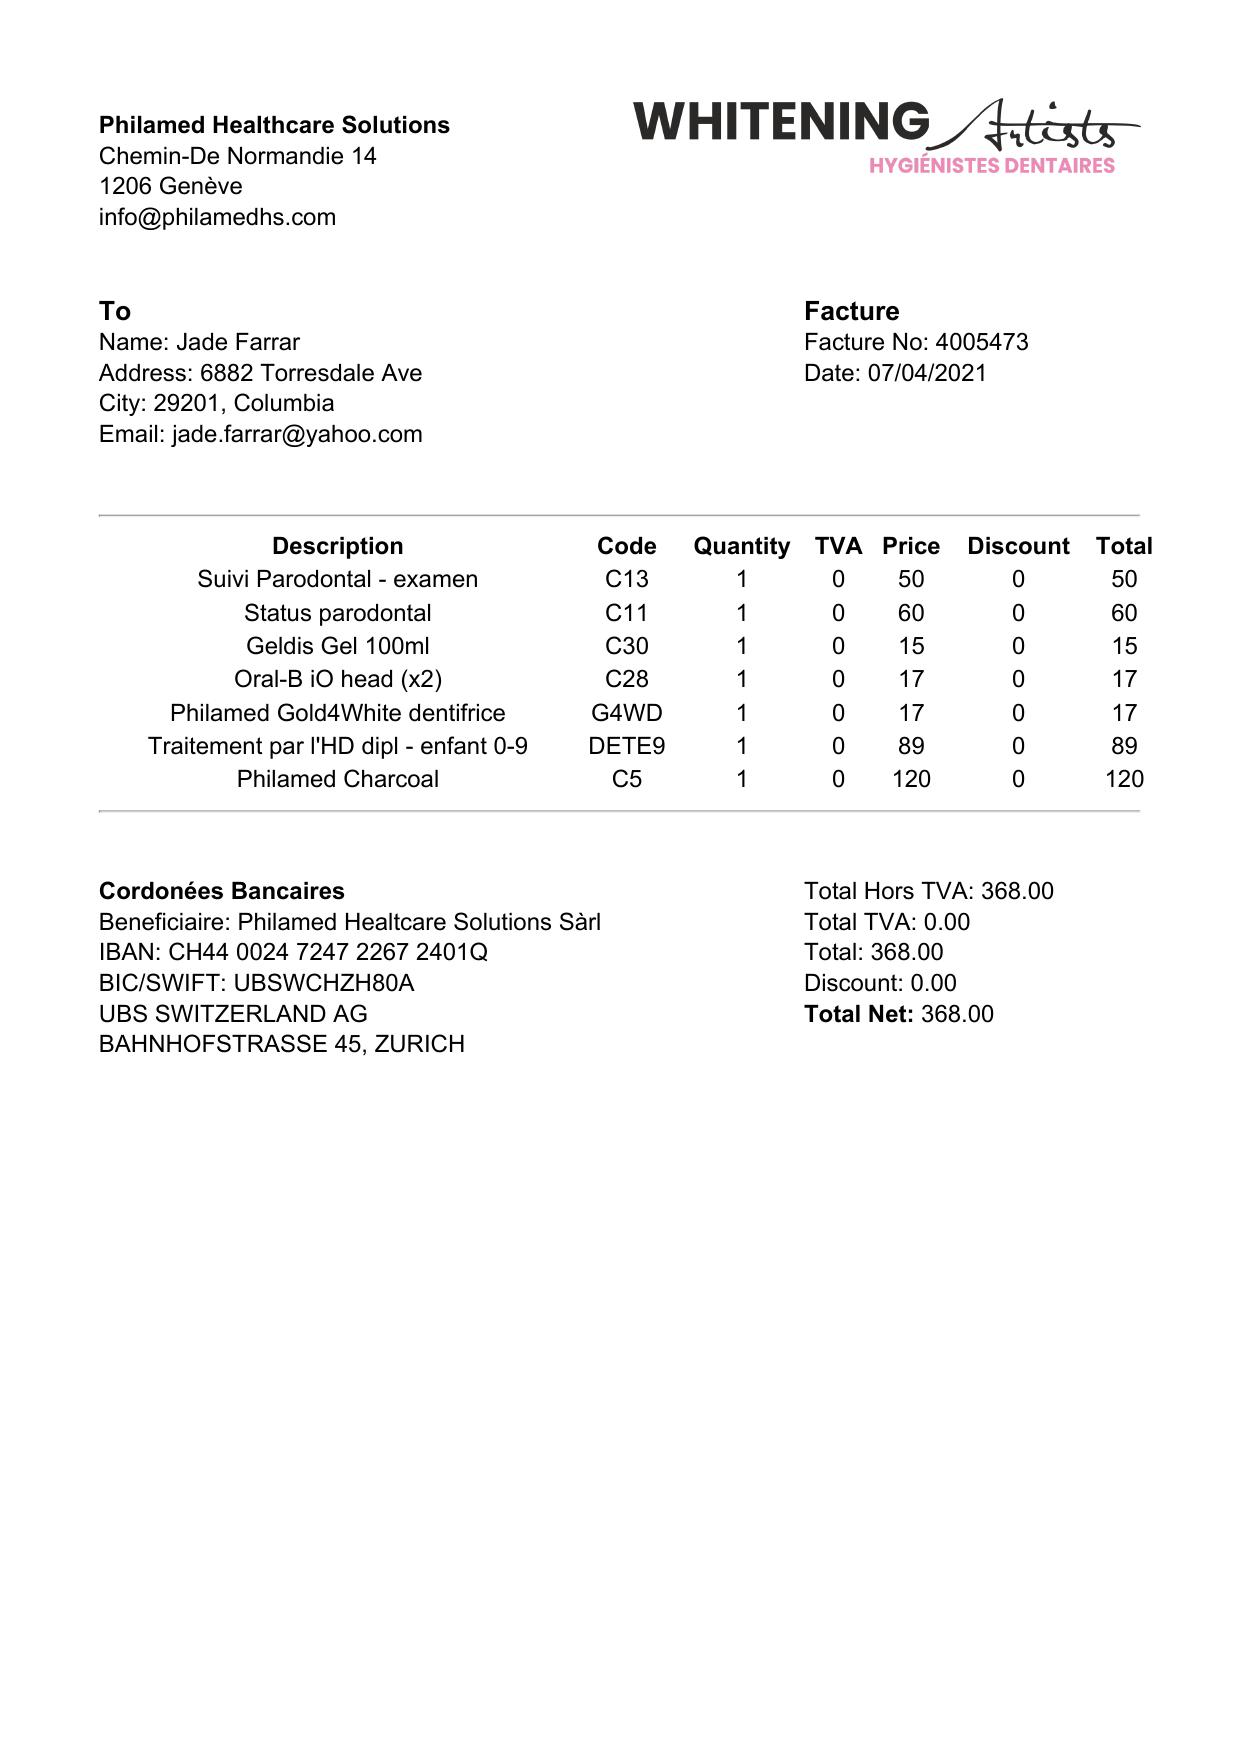 Philamed Healthcare Solutions
Chemin-De Normandie 14
1206 Genève
info@philamedhs.com
WHITENING Artists
HYGIÉNISTES DENTAIRES
To
Name: Jade Farrar
Address: 6882 Torresdale Ave
City: 29201, Columbia
Email: jade.farrar@yahoo.com
Facture
Facture No: 4005473
Date: 07/04/2021
Description Code Quantity TVA Price Discount Total
Suivi Parodontal - examen C13 1 0 50 0 50
Status parodontal C11 1 0 60 0 60
Geldis Gel 100ml C30 1 0 15 0 15
Oral-B iO head (x2) C28 1 0 17 0 17
Philamed Gold4White dentifrice G4WD 1 0 17 0 17
Traitement par l'HD dipl - enfant 0-9 DETE9 1 0 89 0 89
Philamed Charcoal C5 1 0 120 0 120
Cordonées Bancaires
Beneficiaire: Philamed Healtcare Solutions Sàrl
IBAN: CH44 0024 7247 2267 2401Q
BIC/SWIFT: UBSWCHZH80A
UBS SWITZERLAND AG
BAHNHOFSTRASSE 45, ZURICH
Total Hors TVA: 368.00
Total TVA: 0.00
Total: 368.00
Discount: 0.00
Total Net: 368.00